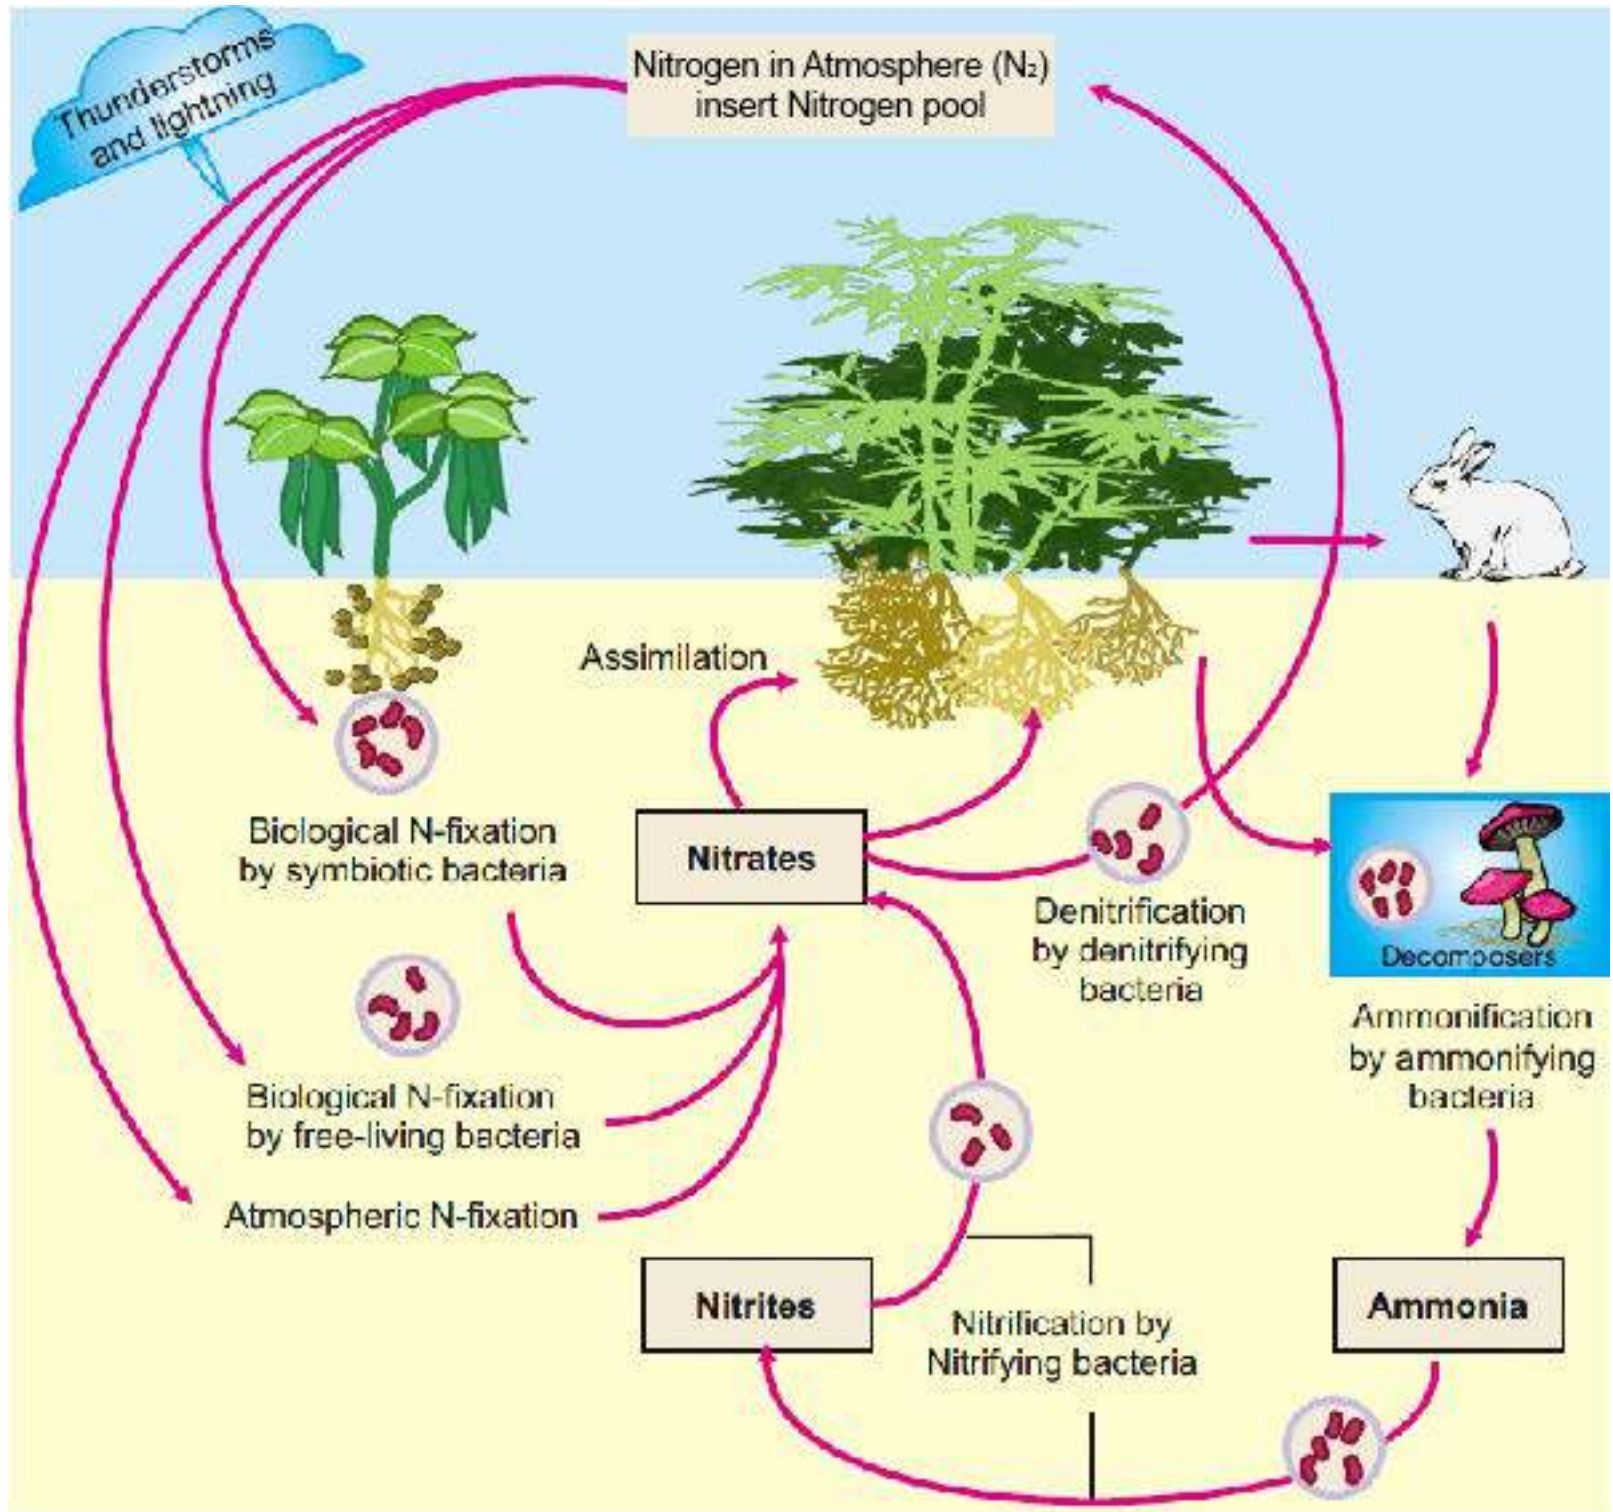 Thunderstorms
and lightning
Nitrogen in Atmosphere (N₂)
insert Nitrogen pool
Assimilation
Biological N-fixation
by symbiotic bacteria
Nitrates
Denitrification
by denitrifying
bacteria
Decomposers
Ammonification
by ammonifying
bacteria
Biological N-fixation
by free-living bacteria
Atmospheric N-fixation
Nitrites
Nitrification by
Nitrifying bacteria
Ammonia